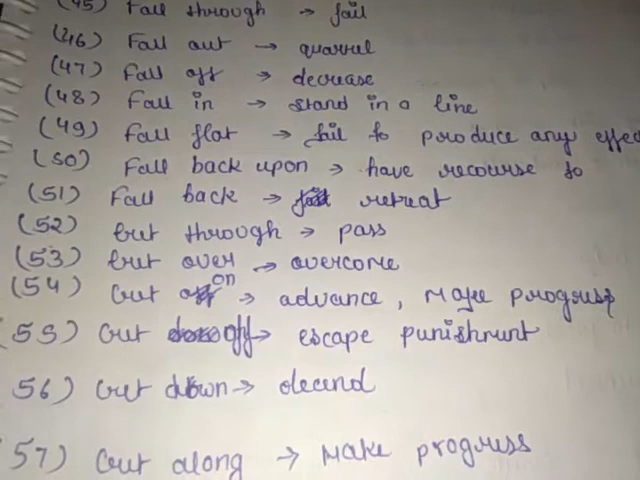 (45) Fall through → fail
(46) Fall out → quarrel
(47) Fall off → decrease
(48) Fall in → stand in a line
(49) Fall flat → fail to produce any effec
(50) Fall back upon → have recourse to
(51) Fall back → retreat
(52) Get through → pass
(53) Get over → overcome
(54) Get on → advance, Make progress
(55) Get off → escape punishment
56) Get down → decend
57) Get along → Make progress